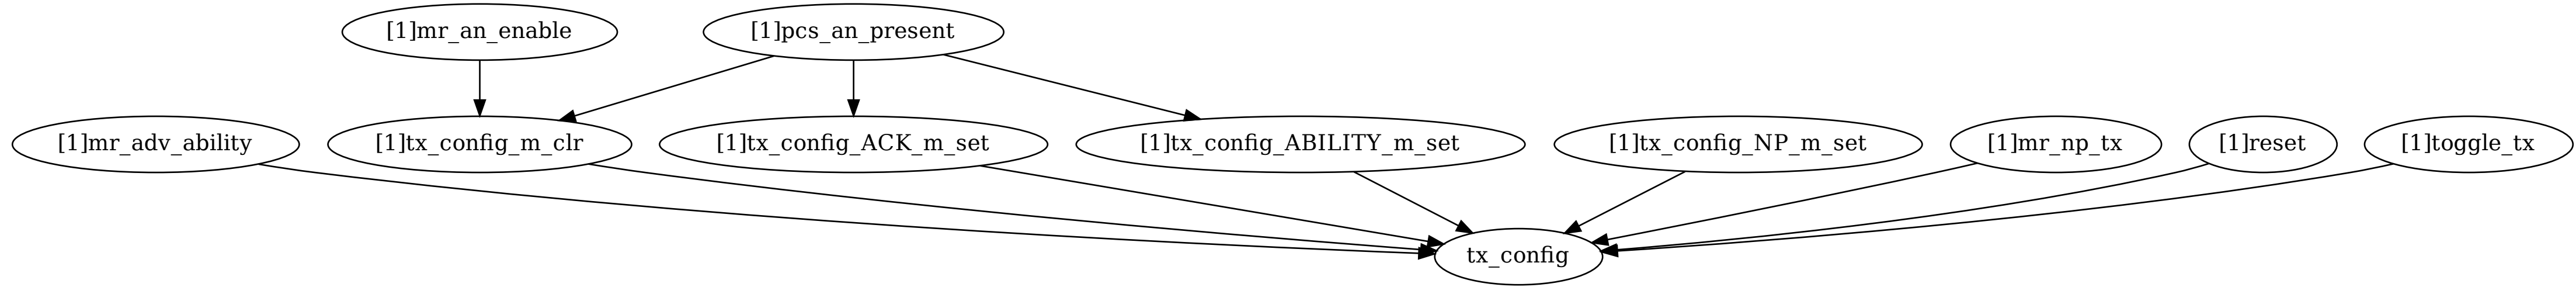 [1]mr_an_enable
[1]pcs_an_present
[1]mr_adv_ability
[1]tx_config_m_clr
[1]tx_config_ACK_m_set
[1]tx_config_ABILITY_m_set
[1]tx_config_NP_m_set
[1]mr_np_tx
[1]reset
[1]toggle_tx
tx_config